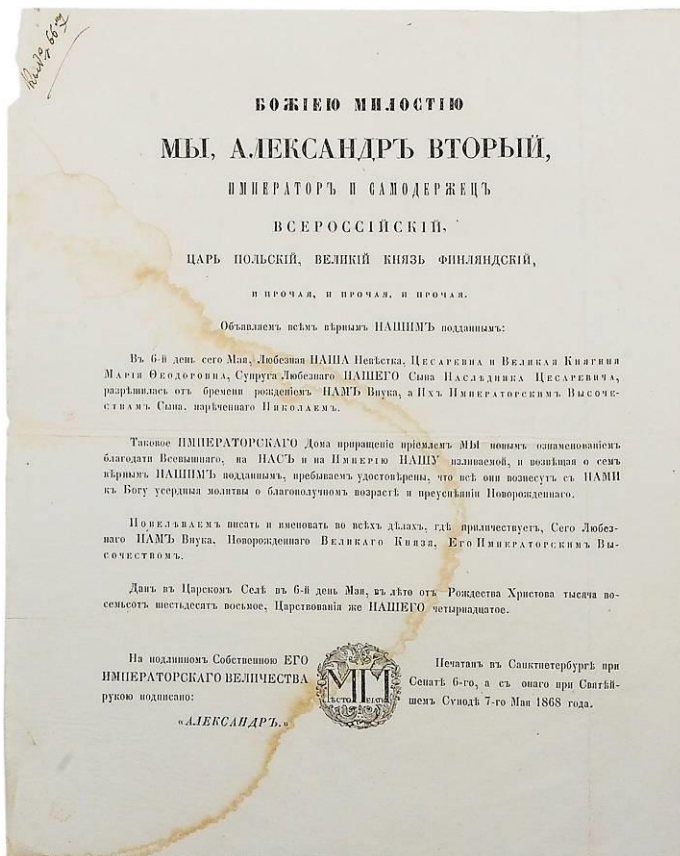 БОЖІЕЮ МИЛОСТІЮ
МЫ, АЛЕКСАНДРЪ ВТОРЫЙ,
ИМПЕРАТОРЪ И САМОДЕРЖЕЦЪ
ВСЕРОССІЙСКІЙ,
ЦАРЬ ПОЛЬСКІЙ, ВЕЛИКІЙ КНЯЗЬ ФИНЛЯНДСКІЙ,
И ПРОЧАЯ, И ПРОЧАЯ, И ПРОЧАЯ.
Объявляемъ всѣмъ вѣрнымъ НАШИМЪ подданнымъ:
Въ 6-й день сего Мая, Любезная НАША Невѣстка, Цесаревна и Великая Княгиня
Марія Ѳеодоровна, Супруга Любезнаго НАШЕГО Сына Наслѣдника Цесаревича,
разрѣшилась отъ бремени рожденіемъ НАМЪ Внука, а Ихъ Императорскимъ Высоче-
ствамъ Сына, нареченнаго Николаемъ.
Таковое ИМПЕРАТОРСКАГО Дома приращеніе пріемлемъ МЫ новымъ ознаменованіемъ
благодати Всевышняго, на НАСЪ и на Имперію НАШУ изливаемой, и возвѣщая о семъ
вѣрнымъ НАШИМЪ подданнымъ, пребываемъ удостовѣрены, что всѣ они вознесутъ съ НАМИ
къ Богу усердныя молитвы о благополучномъ возрастѣ и преуспѣяніи Новорожденнаго.
Повелѣваемъ писать и именовать во всѣхъ дѣлахъ, гдѣ приличествуетъ, Сего Любез-
наго НАМЪ Внука, Новорожденнаго Великаго Князя, Его Императорскимъ Вы-
сочествомъ.
Данъ въ Царскомъ Селѣ въ 6-й день Мая, въ лѣто отъ Рождества Христова тысяча во-
семьсотъ шестьдесятъ восьмое, Царствованія же НАШЕГО четырнадцатое.
На подлинномъ Собственною ЕГО
ИМПЕРАТОРСКАГО ВЕЛИЧЕСТВА
рукою подписано:
«АЛЕКСАНДРЪ.»
МѢСТО ПЕЧАТИ
Печатанъ въ Санктпетербургѣ при
Сенатѣ 6-го, а съ онаго при Святѣй-
шемъ Сѵнодѣ 7-го Мая 1868 года.